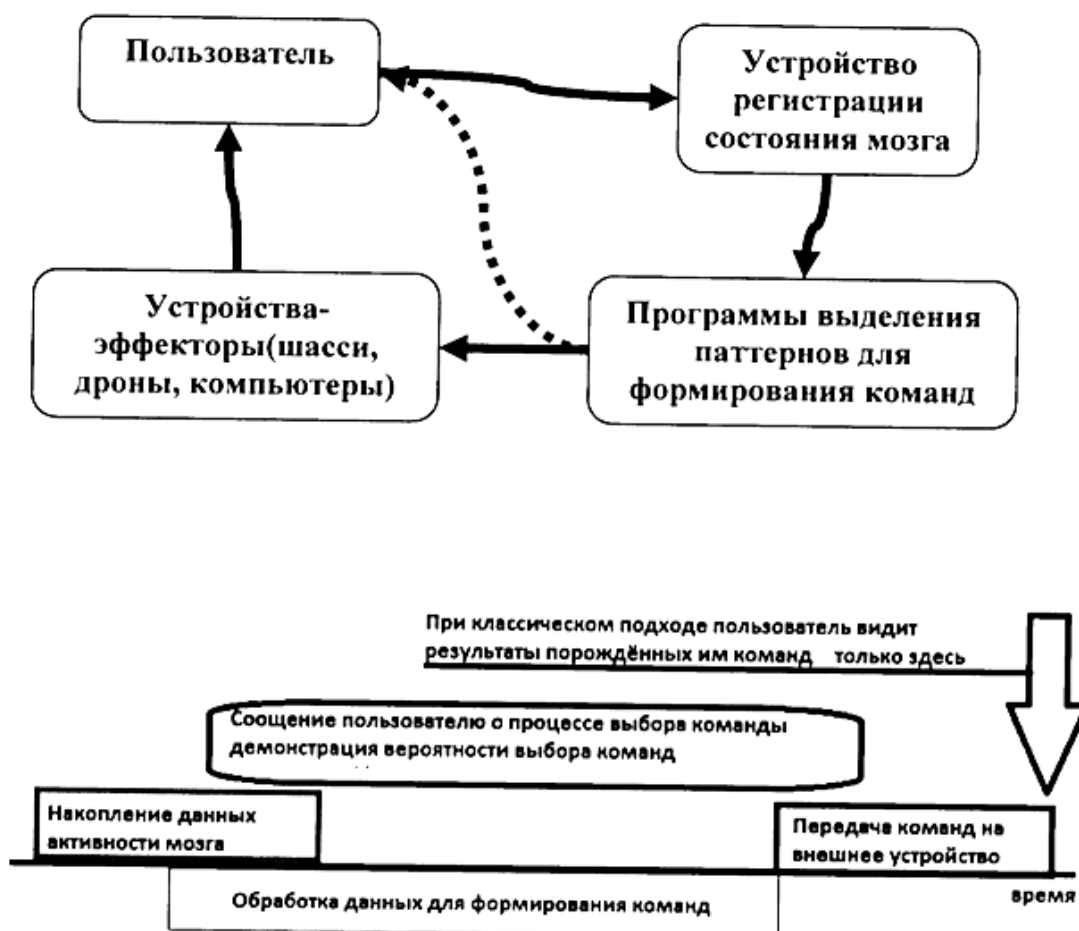 Пользователь
Устройство
регистрации
состояния мозга
Устройства-
эффекторы(шасси,
дроны, компьютеры)
Программы выделения
паттернов для
формирования команд
При классическом подходе пользователь видит
результаты порождённых им команд только здесь
Соощение пользователю о процессе выбора команды
демонстрация вероятности выбора команд
Накопление данных
активности мозга
Передача команд на
внешнее устройство
время
Обработка данных для формирования команд